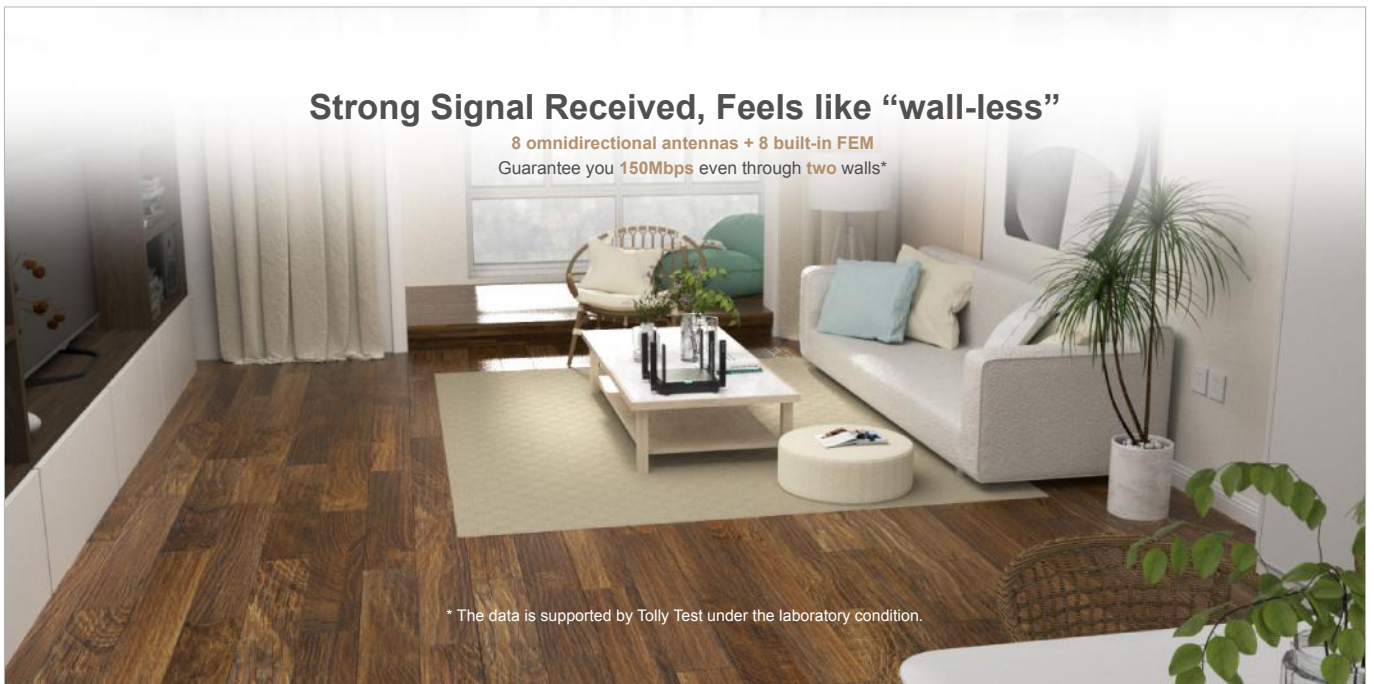 Strong Signal Received, Feels like “wall-less”
8 omnidirectional antennas + 8 built-in FEM
Guarantee you 150Mbps even through two walls*
* The data is supported by Tolly Test under the laboratory condition.